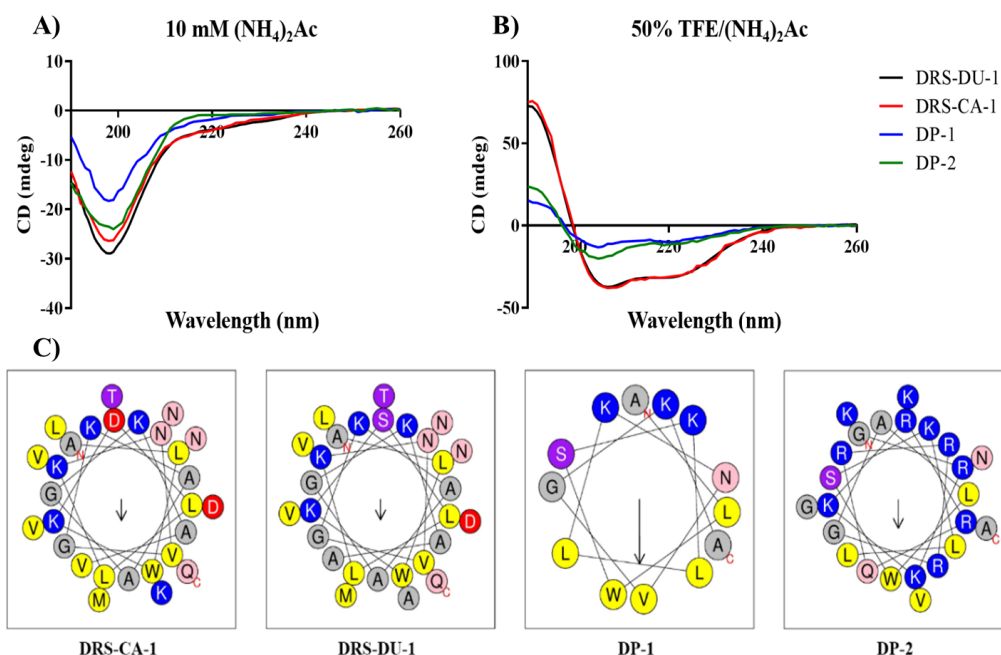 A)
10 mM (NH4)2Ac
10
0
-10
-20
-30
-40
200
220
240
260
CD (mdeg)
Wavelength (nm)
B)
50% TFE/(NH4)2Ac
100
50
0
-50
200
220
240
260
CD (mdeg)
Wavelength (nm)
DRS-DU-1
DRS-CA-1
DP-1
DP-2
C)
T
L K D K N
A N N N
V K L
G A
K L D
V A
G
V V Q C
L A W
M K
DRS-CA-1
T
L K S K N
A N N N
V K L
G A
V K L D
G A
A V Q C
L A W
M A
DRS-DU-1
K A N K K
S
G N
L
A C
L L
W V
DP-1
K
K A R K
G N R
R R N
S L
G K R A C
G L
L R
Q W K
V
DP-2